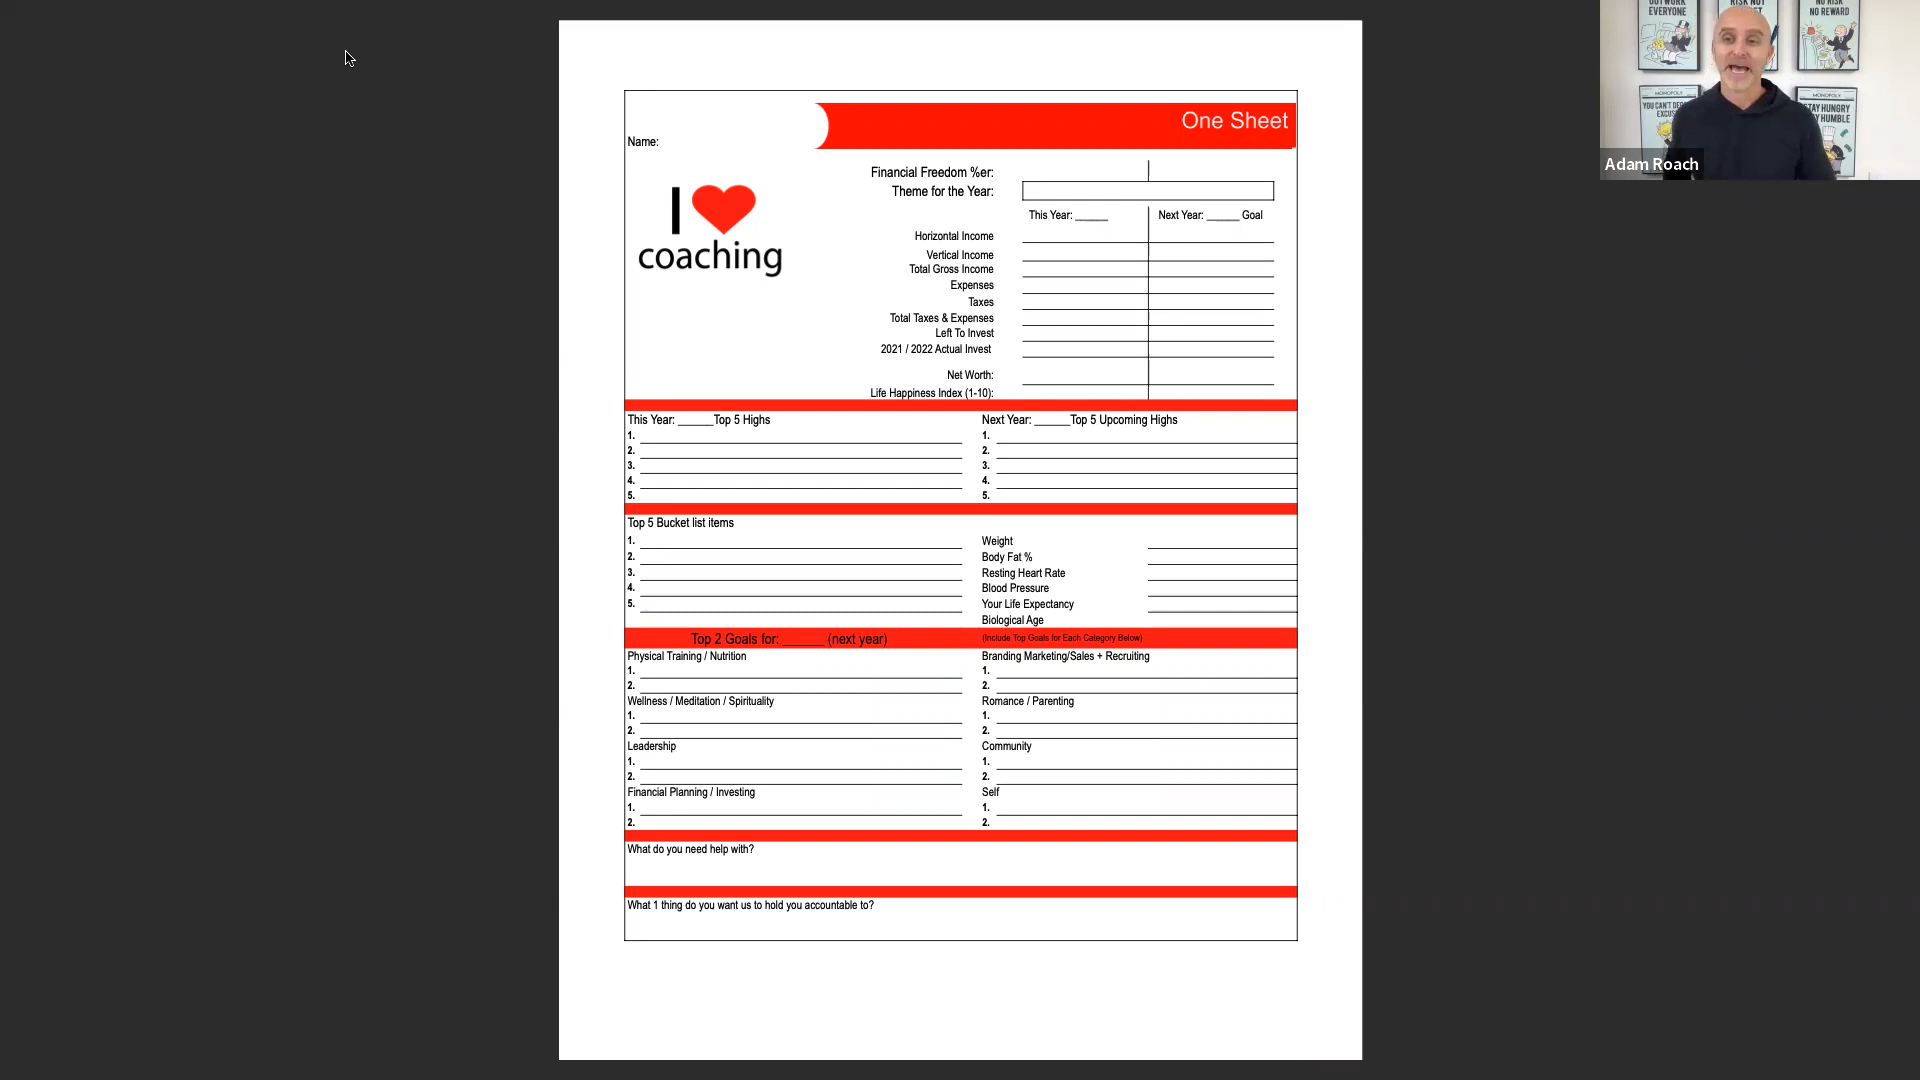 One Sheet
Name:
I
coaching
Financial Freedom %er:
Theme for the Year:
This Year: ______ Next Year: ______ Goal
Horizontal Income
Vertical Income
Total Gross Income
Expenses
Taxes
Total Taxes & Expenses
Left To Invest
2021 / 2022 Actual Invest
Net Worth:
Life Happiness Index (1-10):
This Year: ______Top 5 Highs
1.
2.
3.
4.
5.
Next Year: ______Top 5 Upcoming Highs
1.
2.
3.
4.
5.
Top 5 Bucket list items
1.
2.
3.
4.
5.
Weight
Body Fat %
Resting Heart Rate
Blood Pressure
Your Life Expectancy
Biological Age
Top 2 Goals for: ______ (next year)
(Include Top Goals for Each Category Below)
Physical Training / Nutrition
1.
2.
Wellness / Meditation / Spirituality
1.
2.
Leadership
1.
2.
Financial Planning / Investing
1.
2.
Branding Marketing/Sales + Recruiting
1.
2.
Romance / Parenting
1.
2.
Community
1.
2.
Self
1.
2.
What do you need help with?
What 1 thing do you want us to hold you accountable to?
EVERYONE
NO REWARD
MONOPOLY
YOU CAN'T
MONOPOLY
STAY HUNGRY
HUMBLE
Adam Roach